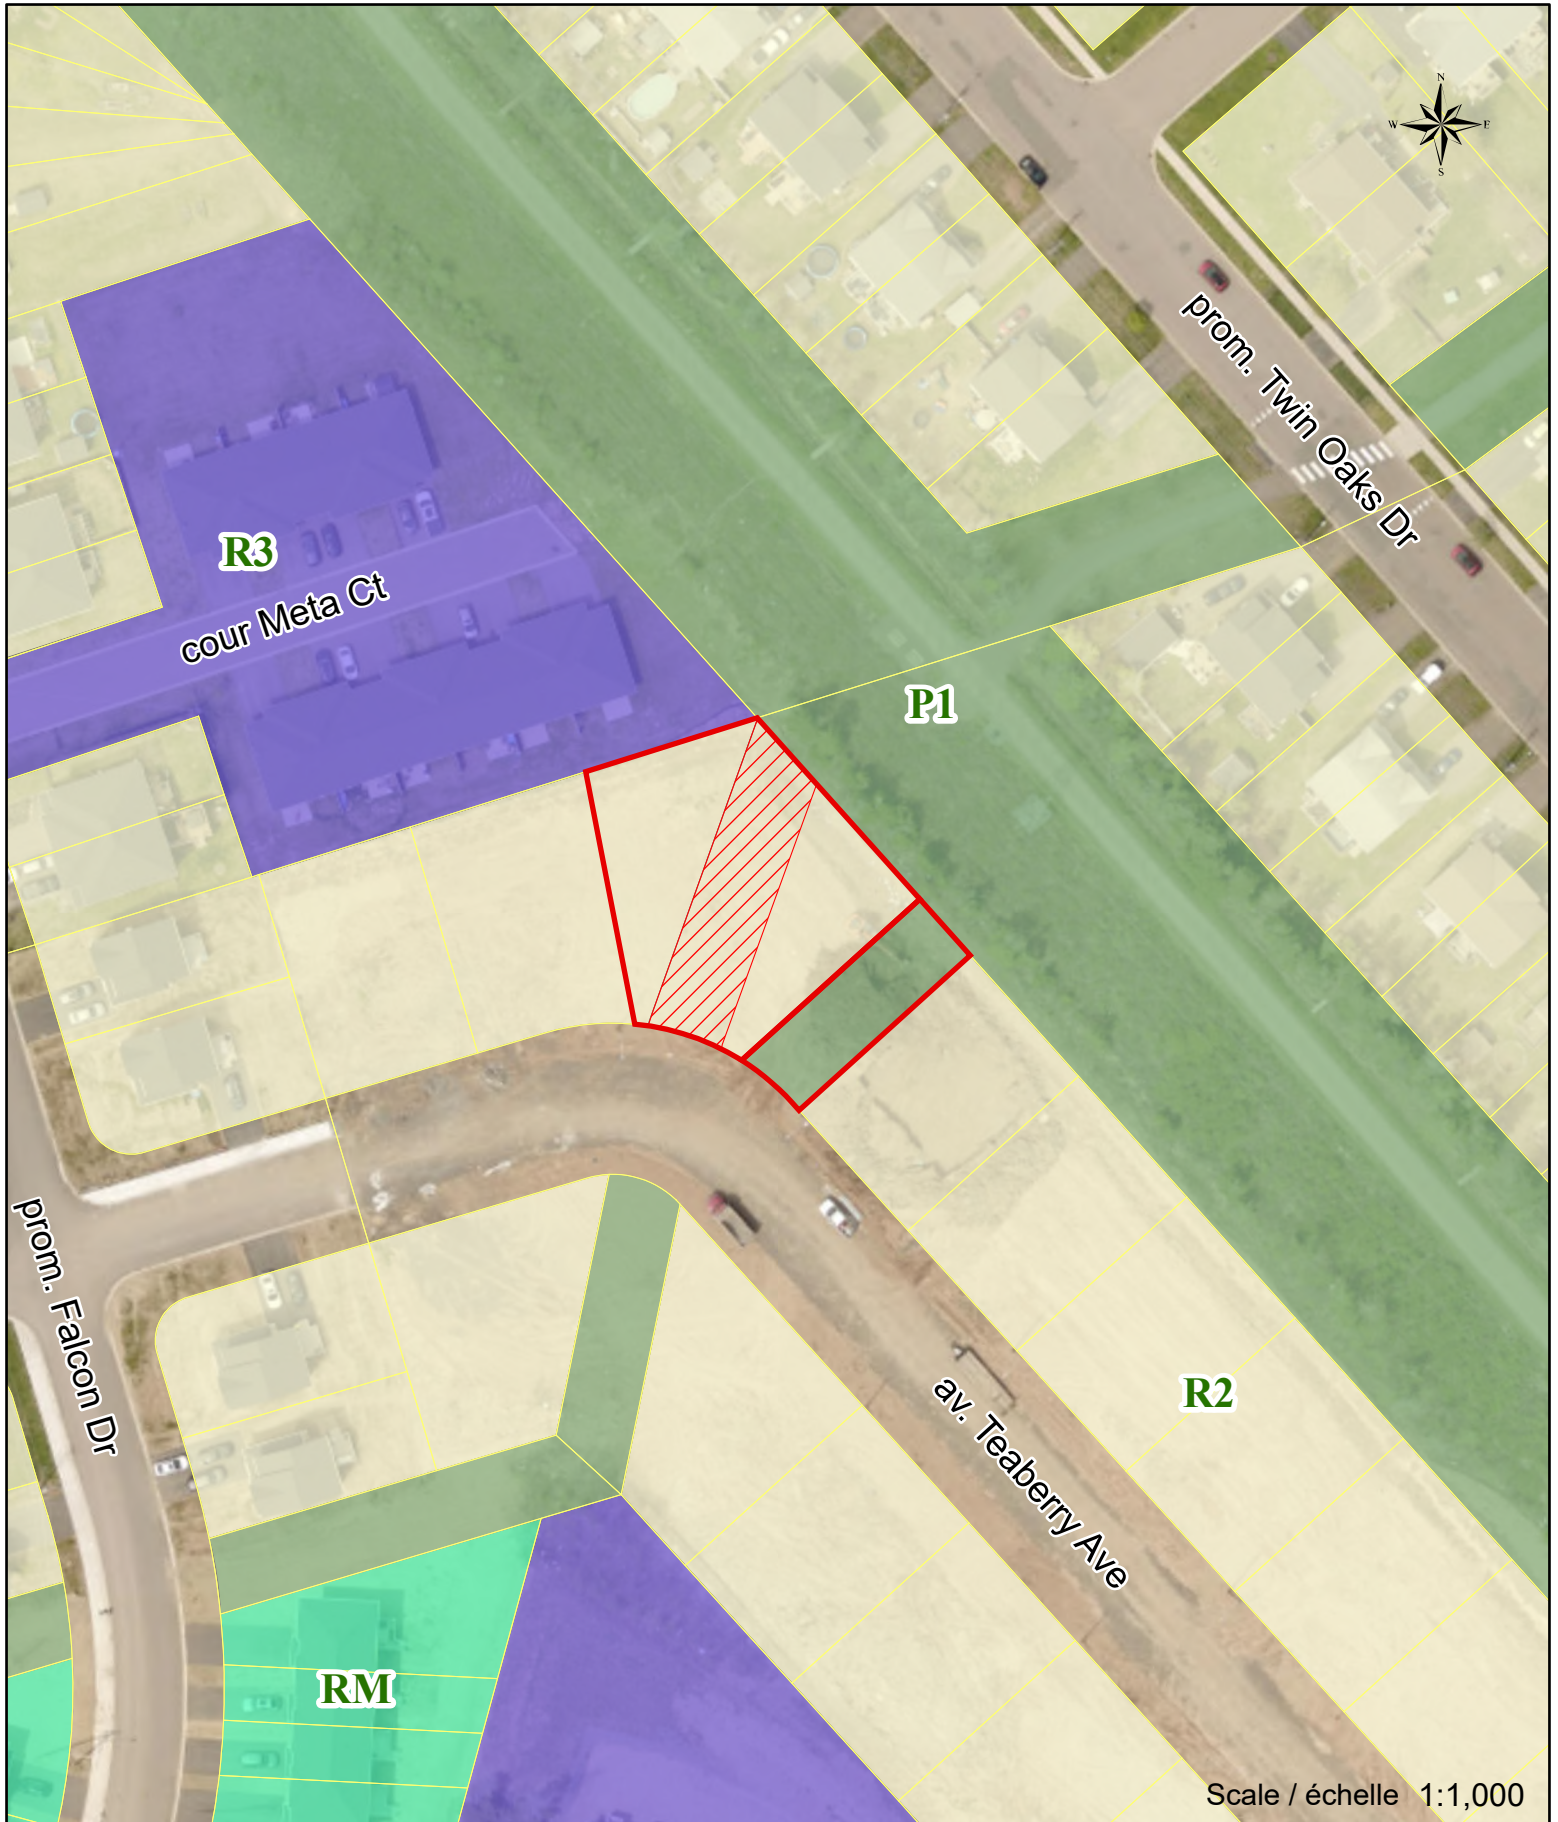 N
W E
S
prom. Twin Oaks Dr
R3
cour Meta Ct
P1
prom. Falcon Dr
av. Teaberry Ave
R2
RM
Scale / échelle 1:1,000